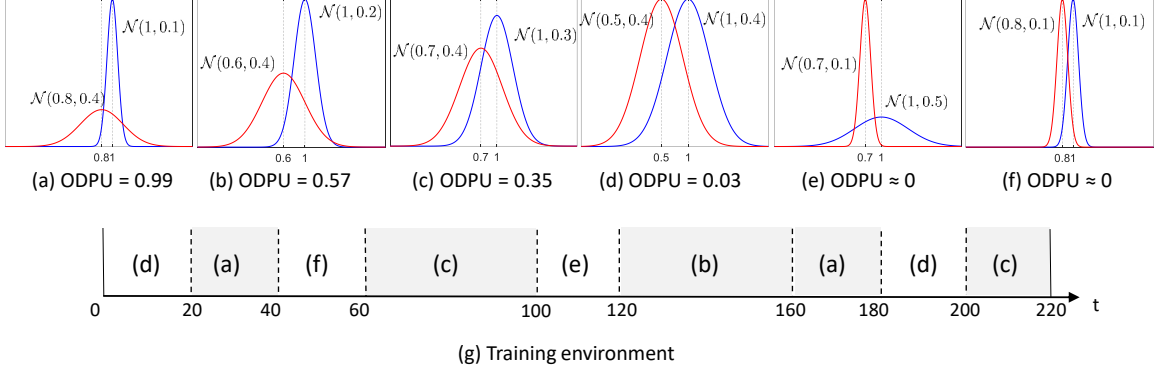 N(1, 0.1)
N(0.8, 0.4)
0.81
N(1, 0.2)
N(0.6, 0.4)
0.6 1
N(1, 0.3)
N(0.7, 0.4)
0.7 1
N(0.5, 0.4)
N(1, 0.4)
0.5 1
N(0.7, 0.1)
N(1, 0.5)
0.7 1
N(0.8, 0.1)
N(1, 0.1)
0.81
(a) ODPU = 0.99
(b) ODPU = 0.57
(c) ODPU = 0.35
(d) ODPU = 0.03
(e) ODPU ≈ 0
(f) ODPU ≈ 0
(d) (a) (f) (c) (e) (b) (a) (d) (c)
0 20 40 60 100 120 160 180 200 220 t
(g) Training environment